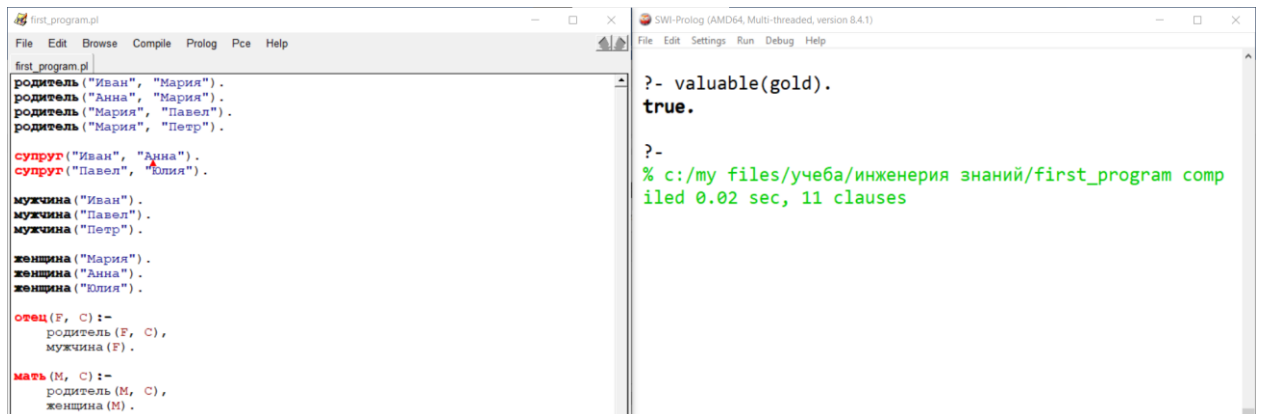 first_program.pl
File Edit Browse Compile Prolog Pce Help
first_program.pl
родитель("Иван", "Мария").
родитель("Анна", "Мария").
родитель("Мария", "Павел").
родитель("Мария", "Петр").
супруг("Иван", "Анна").
супруг("Павел", "Юлия").
мужчина("Иван").
мужчина("Павел").
мужчина("Петр").
женщина("Мария").
женщина("Анна").
женщина("Юлия").
отец(F, C):-
родитель(F, C),
мужчина(F).
мать(M, C):-
родитель(M, C),
женщина(M).
SWI-Prolog (AMD64, Multi-threaded, version 8.4.1)
File Edit Settings Run Debug Help
?- valuable(gold).
true.
?-
% c:/my files/учеба/инженерия знаний/first_program comp
iled 0.02 sec, 11 clauses